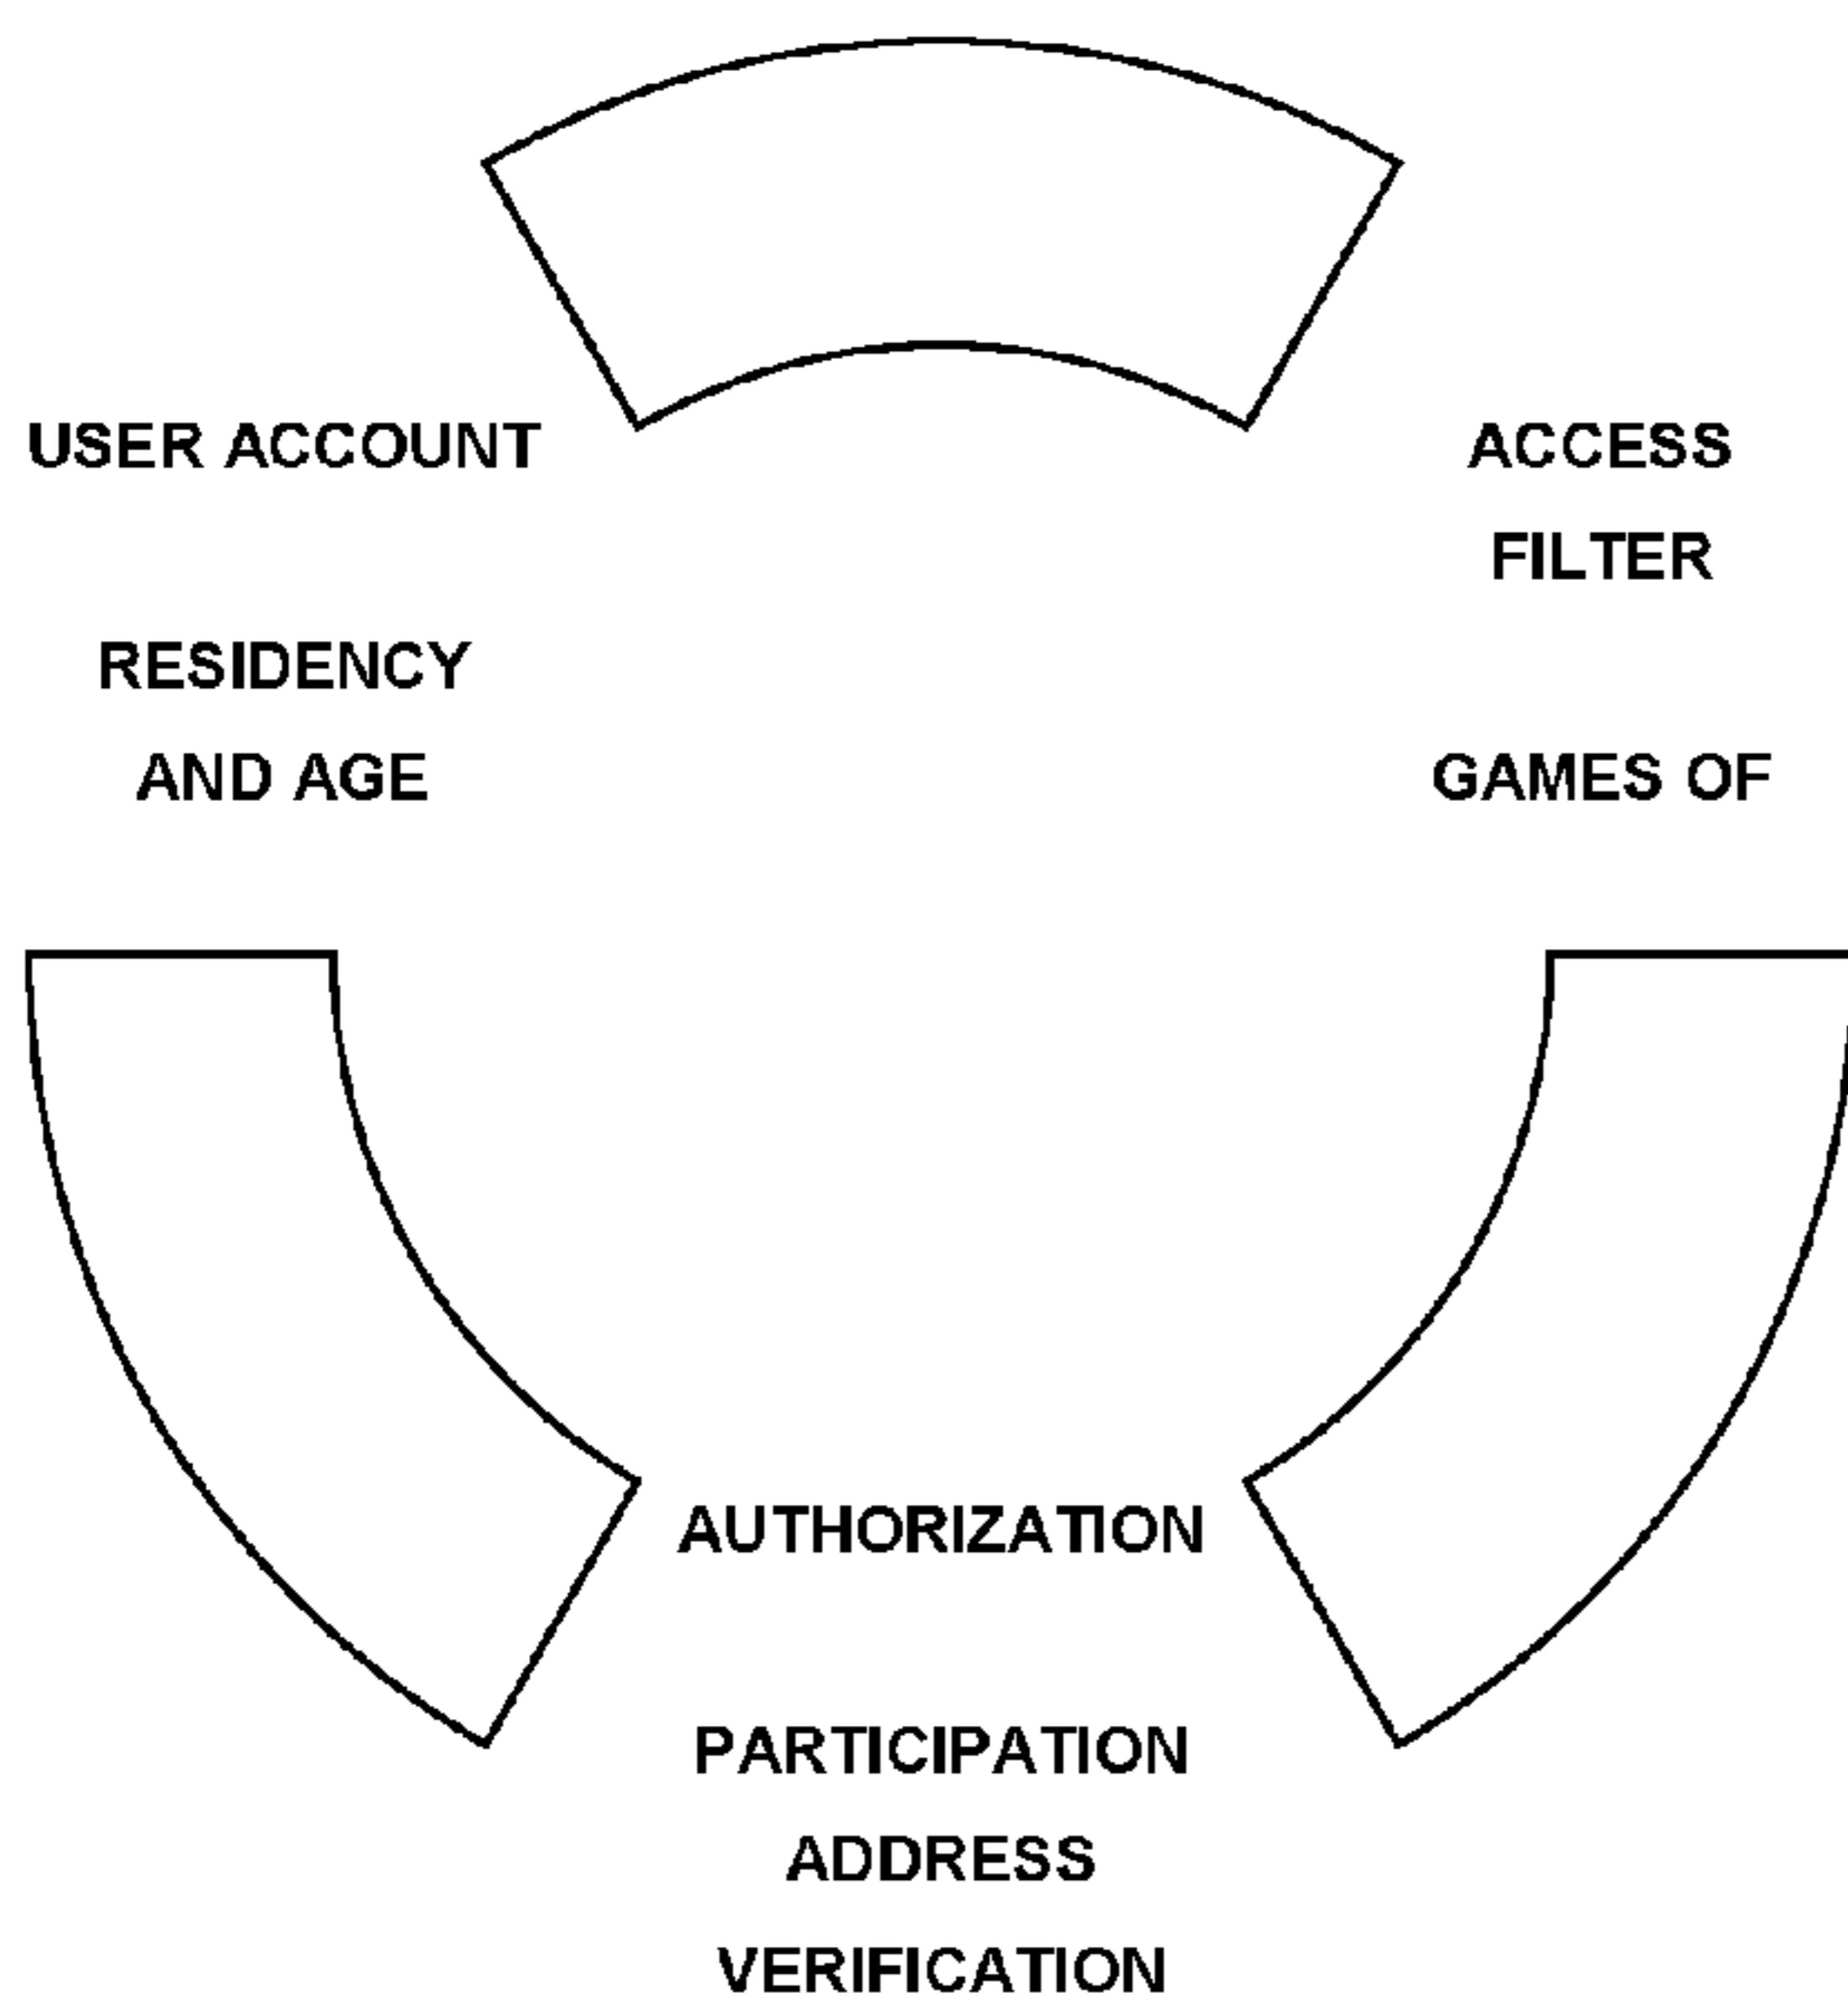 USER ACCOUNT
RESIDENCY
AND AGE
ACCESS
FILTER
GAMES OF
AUTHORIZATION
PARTICIPATION
ADDRESS
VERIFICATION